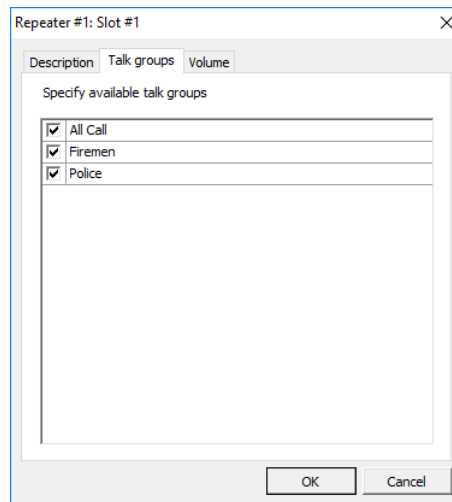 Repeater #1: Slot #1
Description Talk groups Volume
Specify available talk groups
All Call
Firemen
Police
OK Cancel